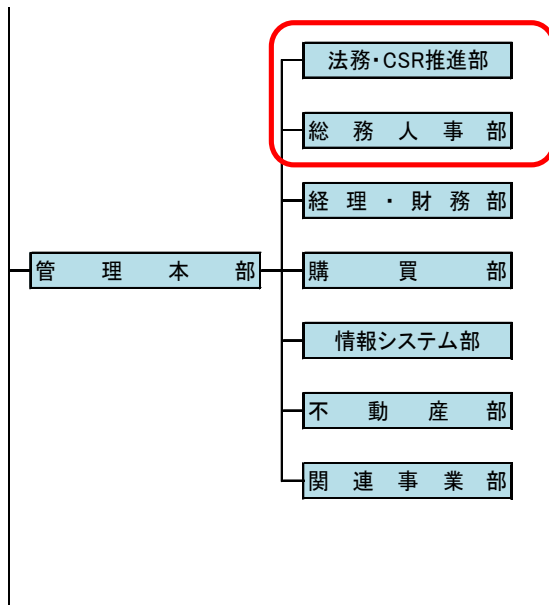 法務・CSR推進部
総務人事部
経理・財務部
管理本部
購買部
情報システム部
不動産部
関連事業部